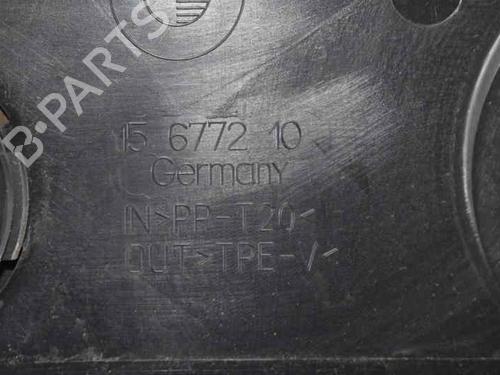 B-PARTS
15 6772 10
Germany
IN>PP-T20<
OUT>TPE-V<